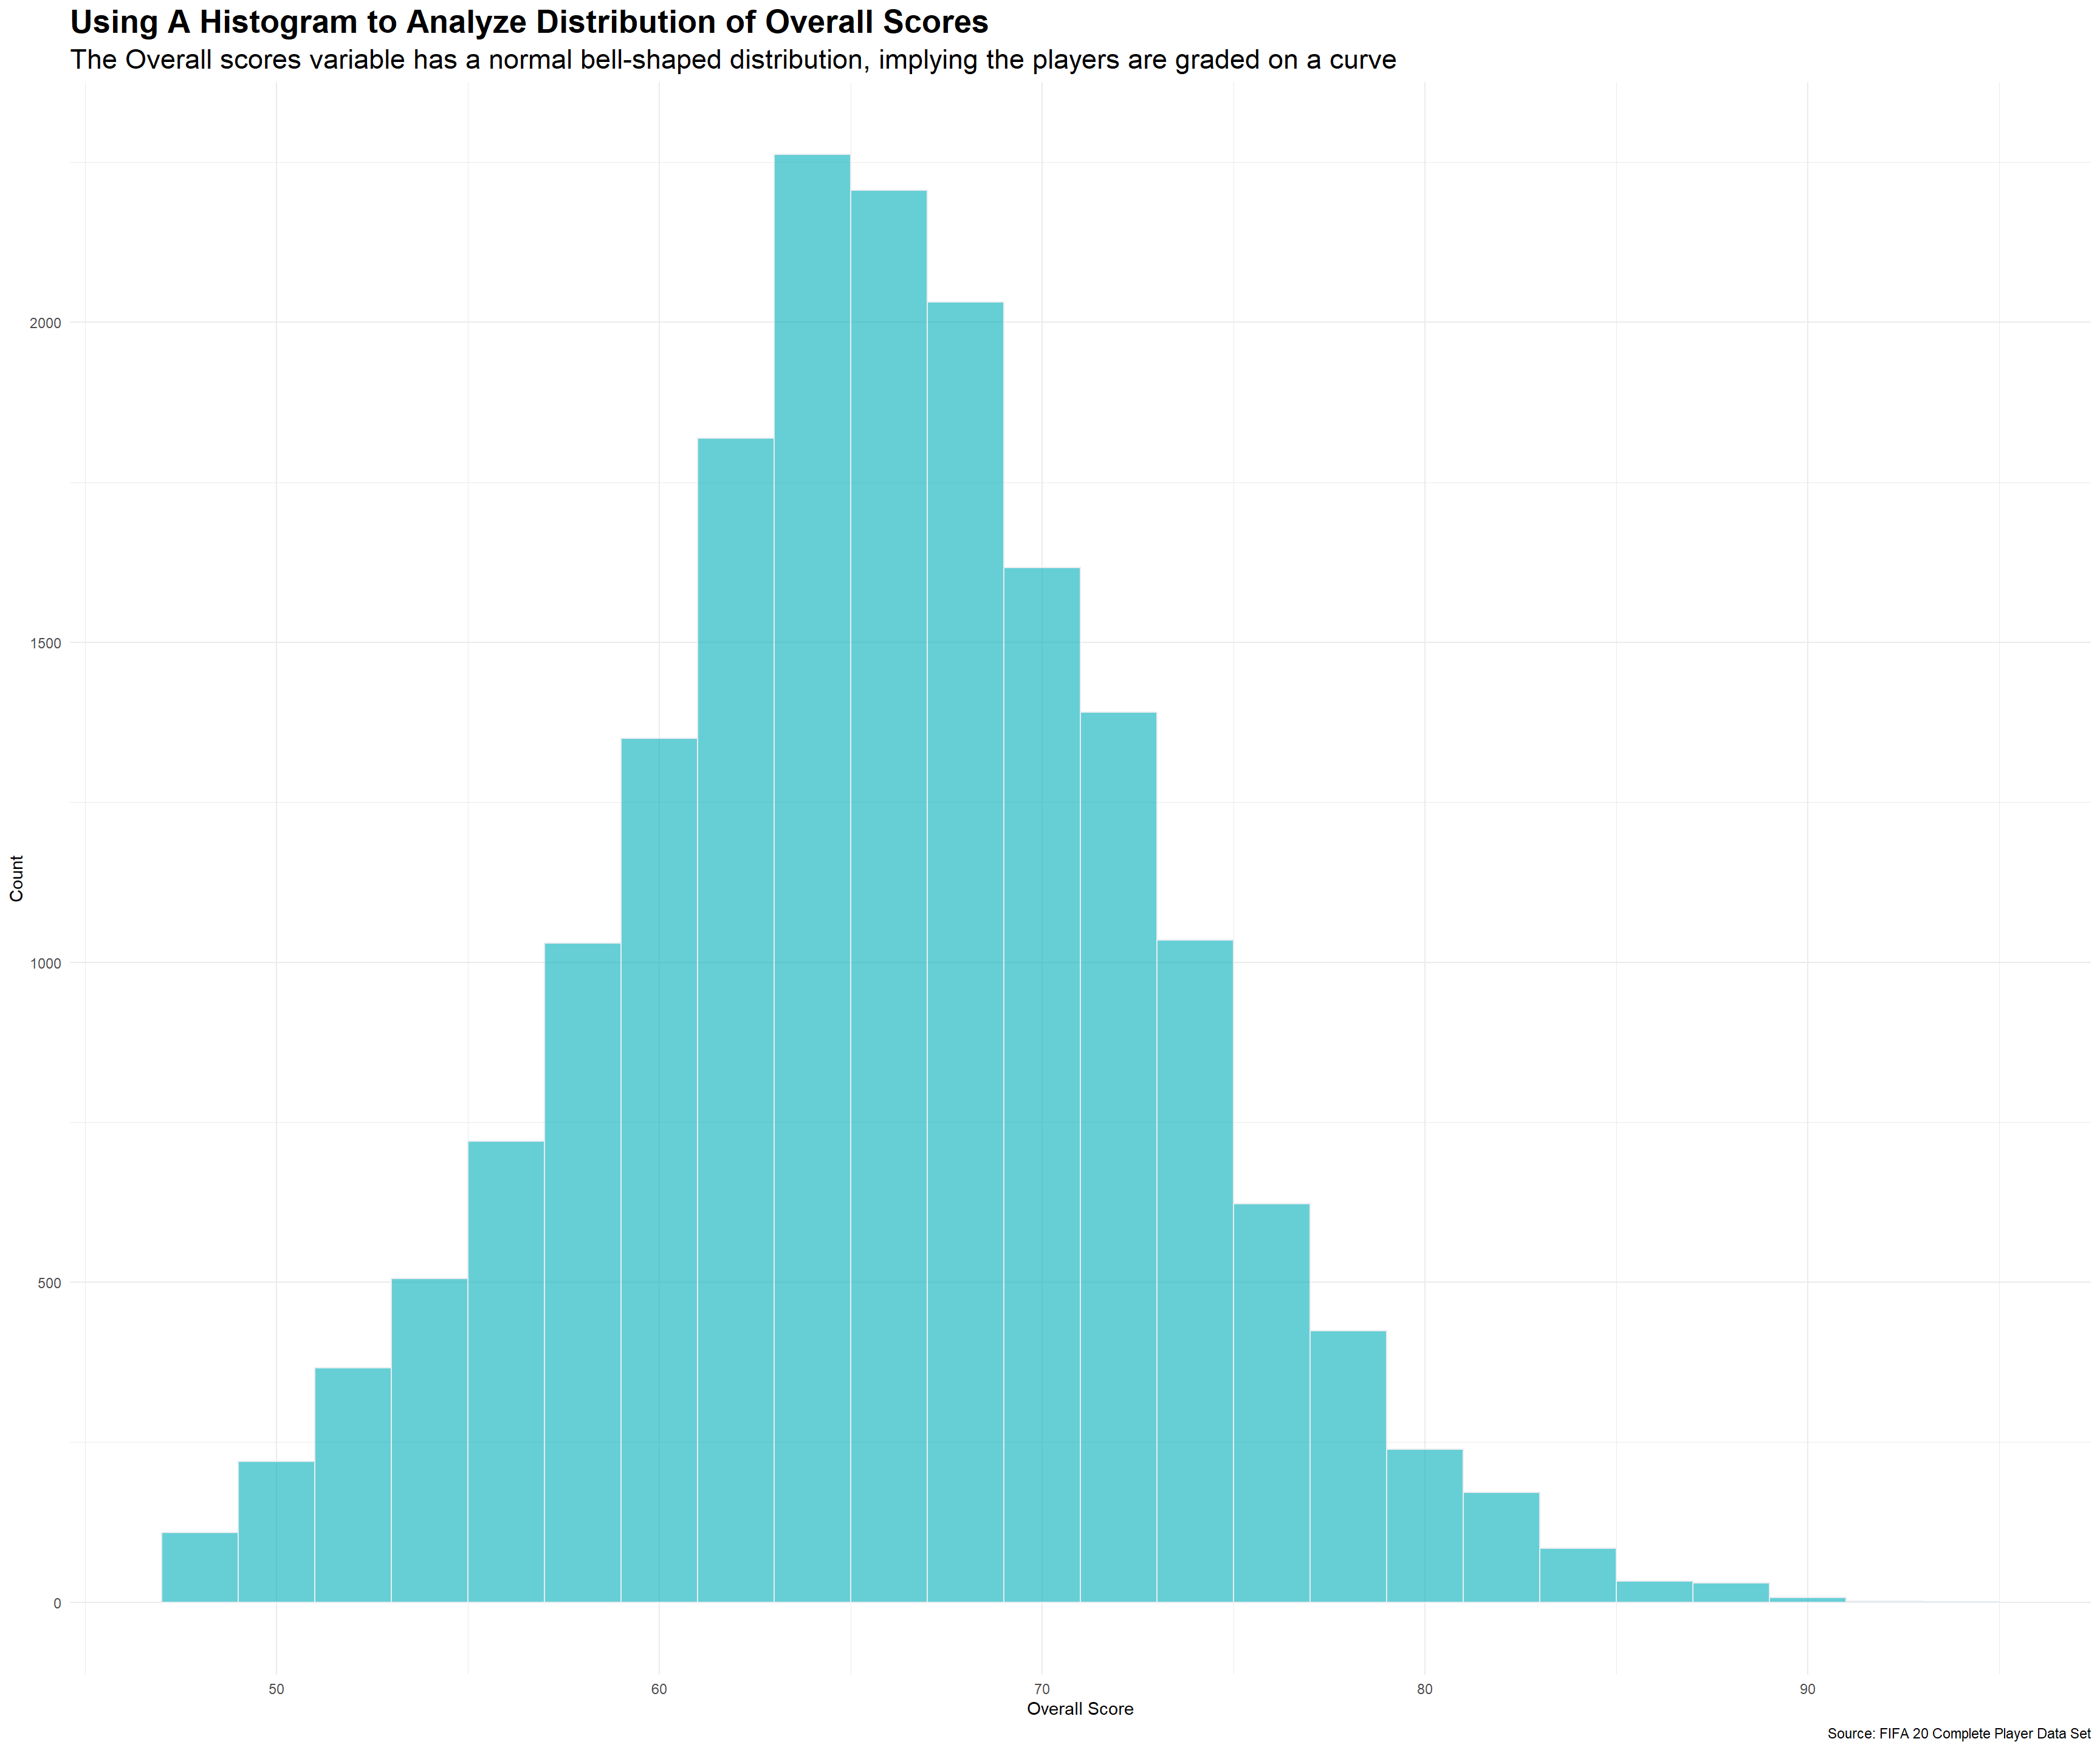 Using A Histogram to Analyze Distribution of Overall Scores
The Overall scores variable has a normal bell-shaped distribution, implying the players are graded on a curve
2000
1500
1000
500
0
Count
50 60 70 80 90
Overall Score
Source: FIFA 20 Complete Player Data Set